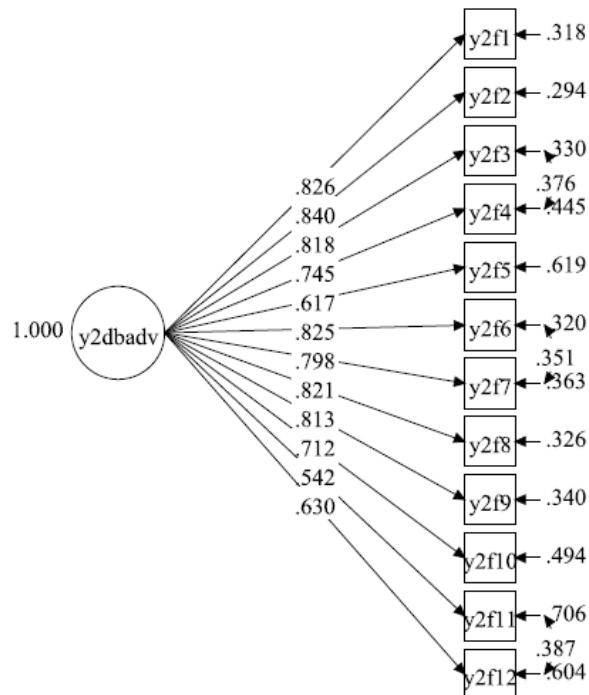 y2f1 .318
y2f2 .294
y2f3 .330
.376
.826
y2f4 .445
.840
.818
.745
y2f5 .619
.617
1.000 y2dbadv
.825
y2f6 .320
.351
.798
y2f7 .363
.821
.813
y2f8 .326
.712
.542
y2f9 .340
.630
y2f10 .494
y2f11 .706
.387
y2f12 .604